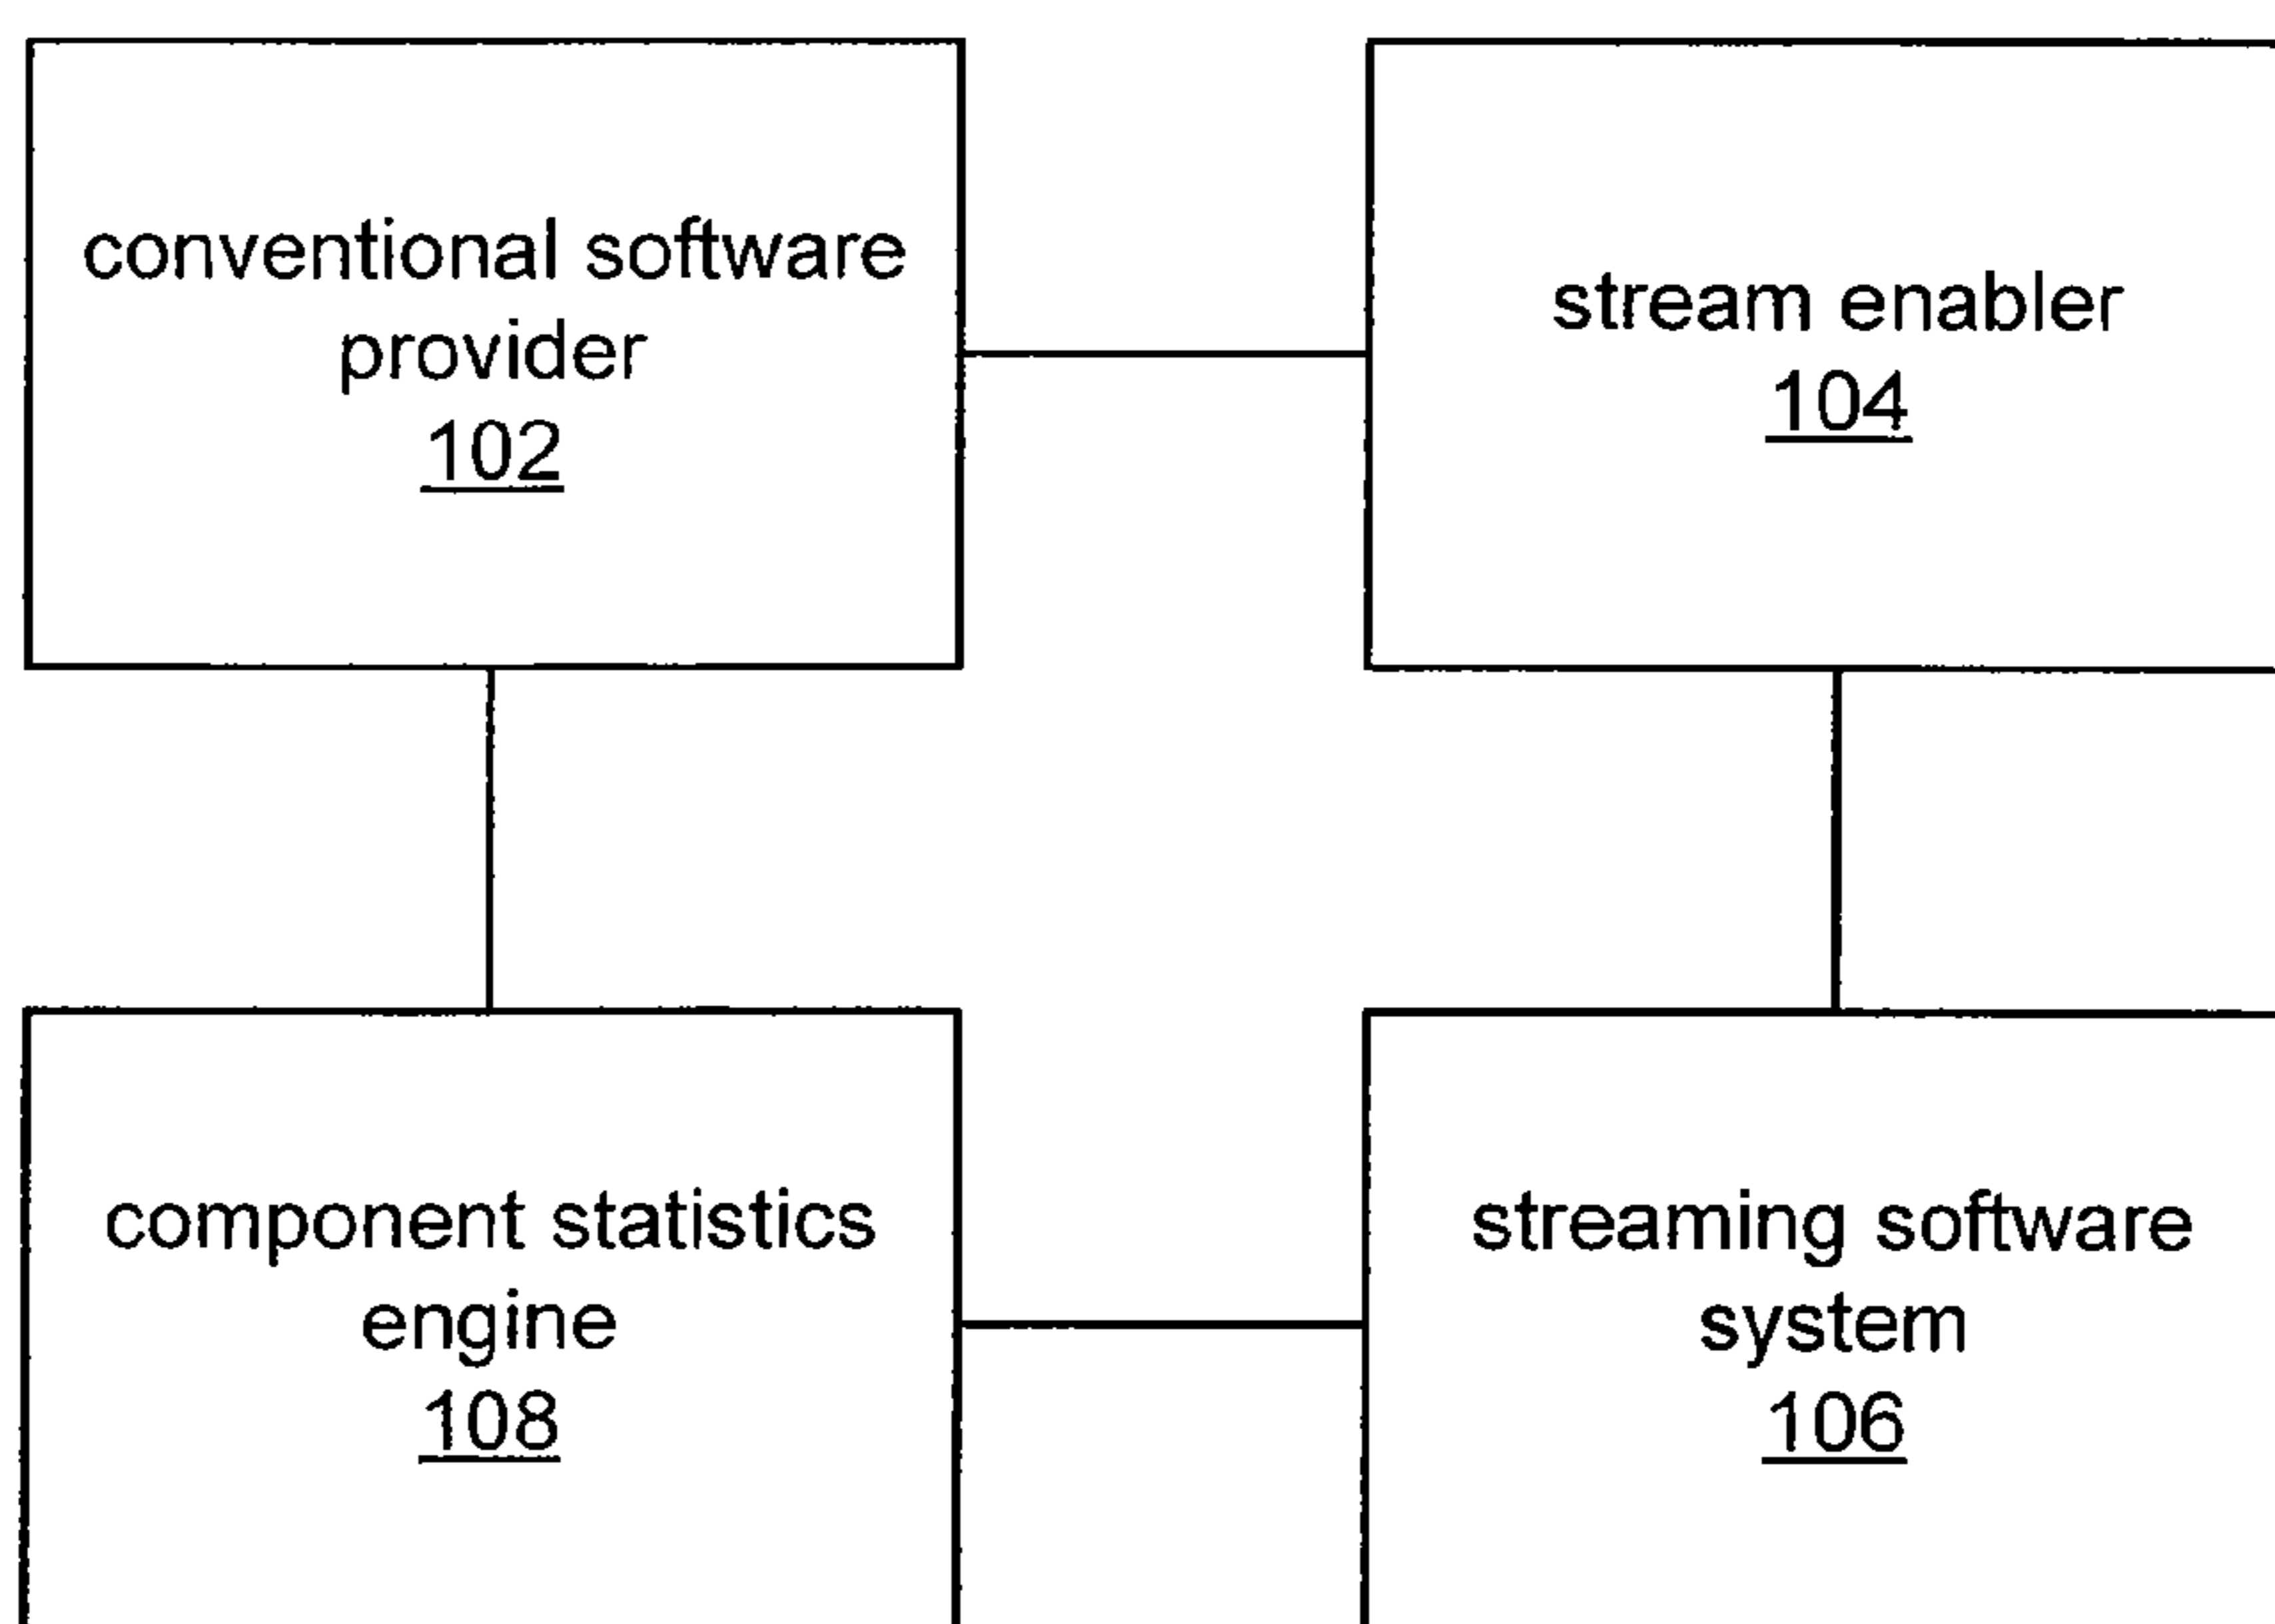 conventional software
provider
102
stream enabler
104
component statistics
engine
108
streaming software
system
106